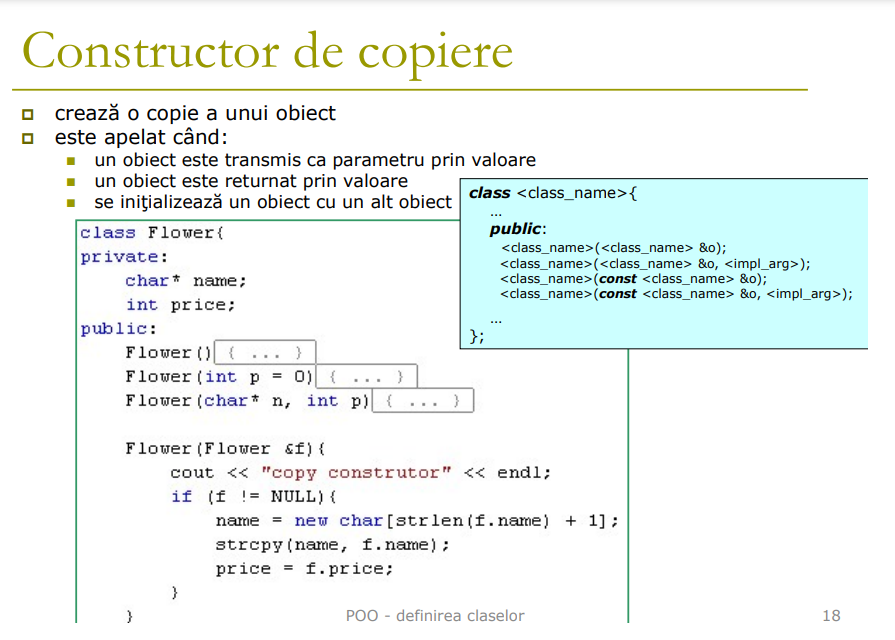 Constructor de copiere
crează o copie a unui obiect
este apelat când:
un obiect este transmis ca parametru prin valoare
un obiect este returnat prin valoare
se iniţializează un obiect cu un alt obiect
class <class_name>{
...
public:
<class_name>(<class_name> &o);
<class_name>(<class_name> &o, <impl_arg>);
<class_name>(const <class_name> &o);
<class_name>(const <class_name> &o, <impl_arg>);
...
};
class Flower{
private:
char* name;
int price;
public:
Flower(){ ... }
Flower(int p = 0){ ... }
Flower(char* n, int p){ ... }
Flower(Flower &f){
cout << "copy construtor" << endl;
if (f != NULL){
name = new char[strlen(f.name) + 1];
strcpy(name, f.name);
price = f.price;
}
}
POO - definirea claselor
18